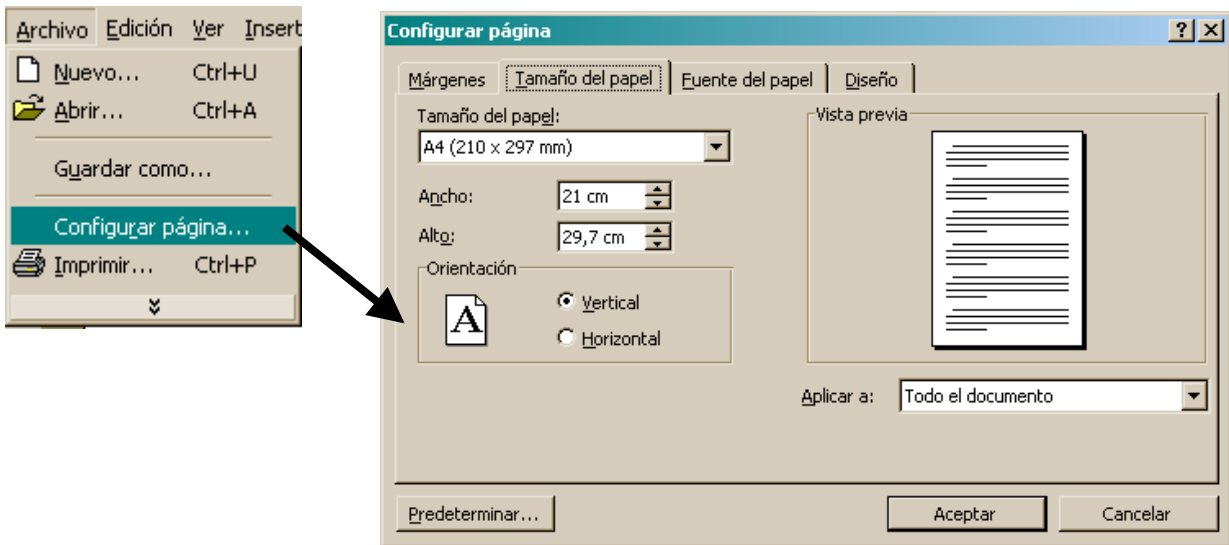 Archivo Edición Ver Insert
Nuevo... Ctrl+U
Abrir... Ctrl+A
Guardar como...
Configurar página...
Imprimir... Ctrl+P
Configurar página
Márgenes Tamaño del papel Fuente del papel Diseño
Tamaño del papel:
A4 (210 x 297 mm)
Ancho: 21 cm
Alto: 29,7 cm
Orientación
A
Vertical
Horizontal
Vista previa
Aplicar a: Todo el documento
Predeterminar... Aceptar Cancelar